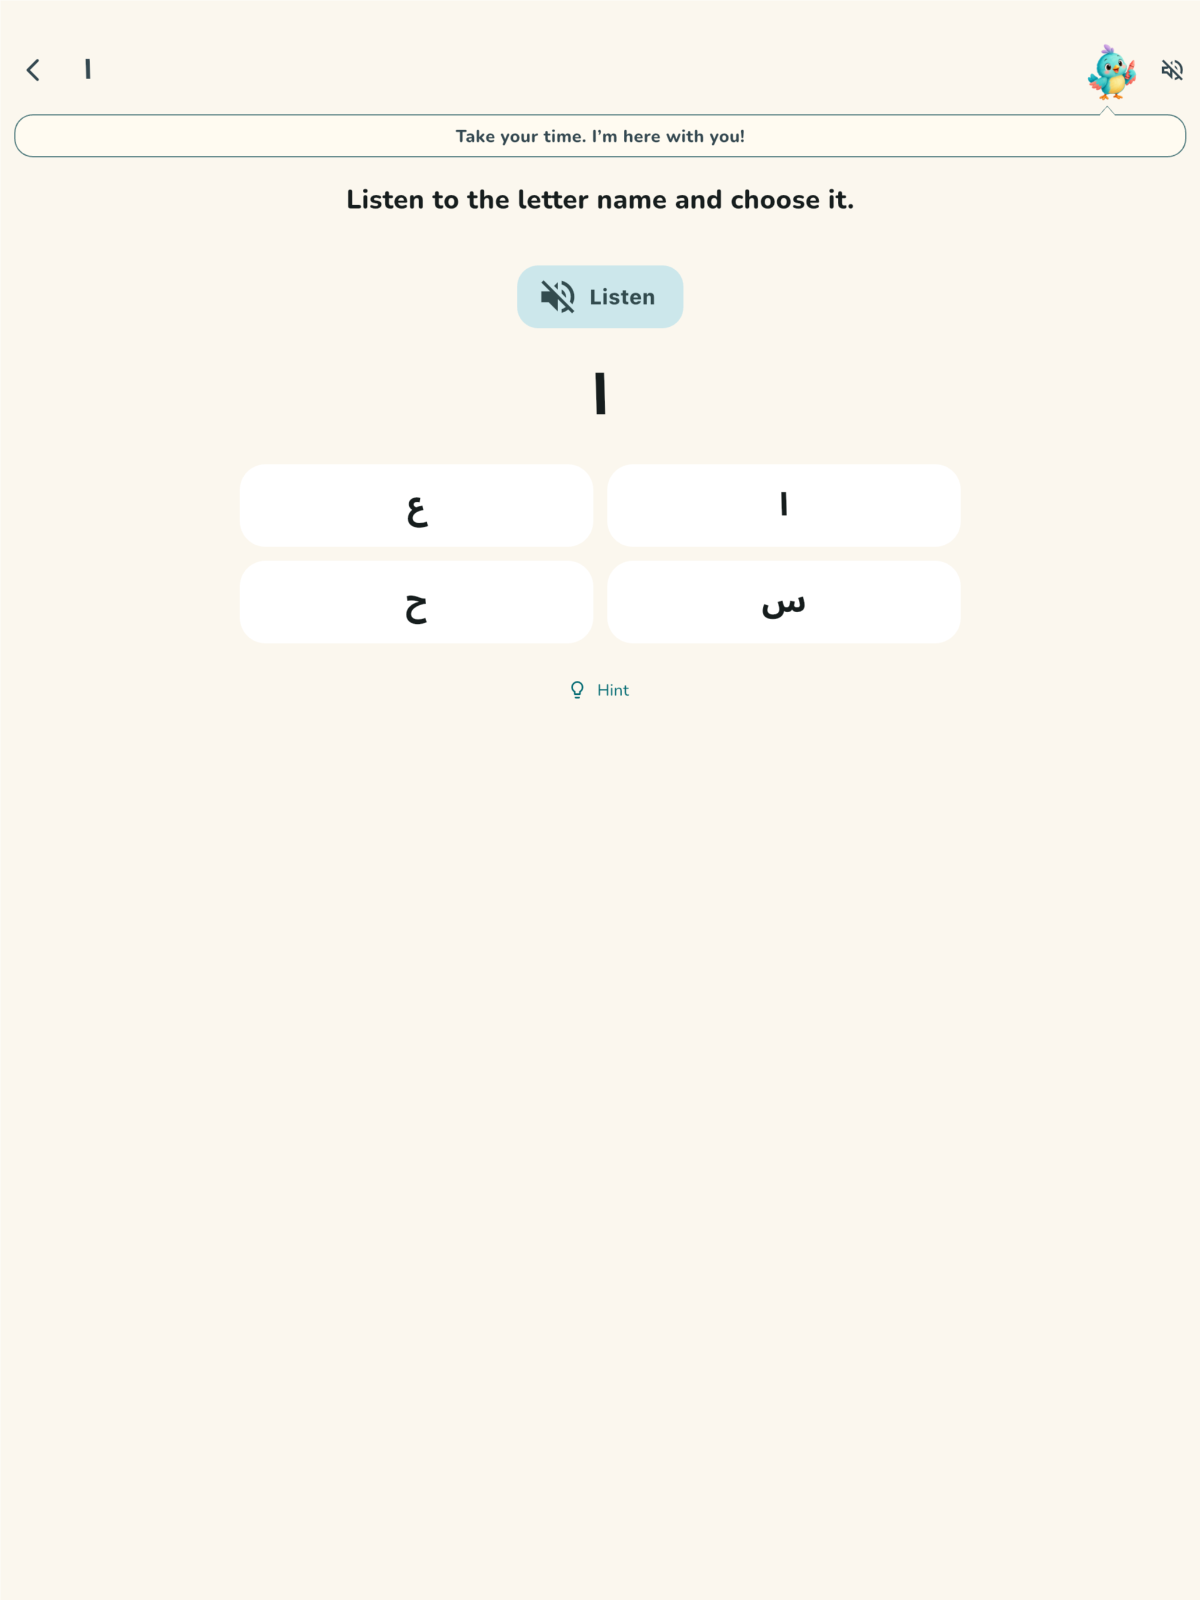 ا
Take your time. I’m here with you!
Listen to the letter name and choose it.
Listen
ا
ع
ا
ح
س
Hint